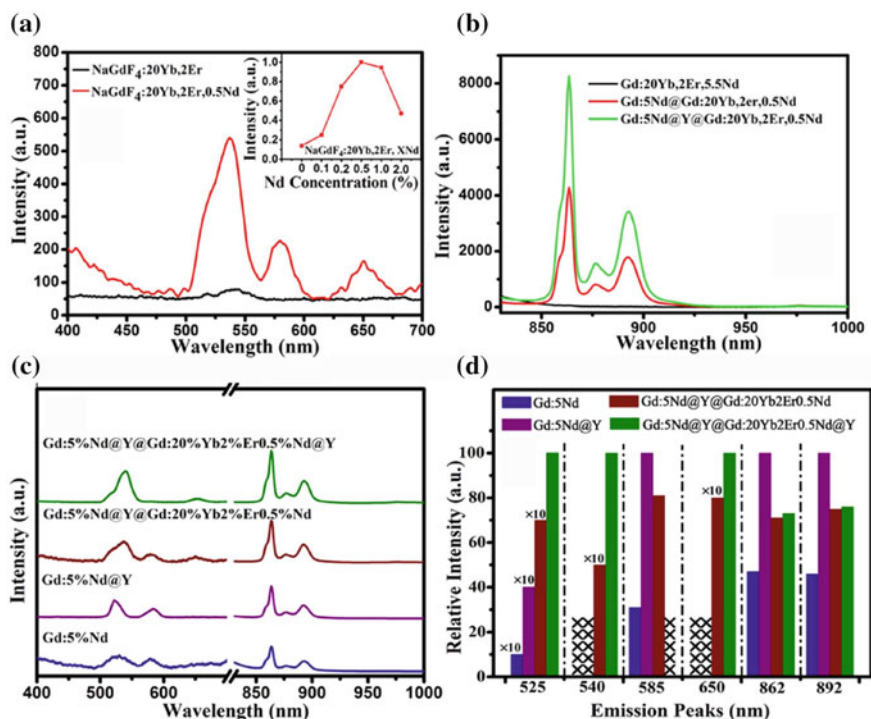 (a)
800
700
600
500
400
300
200
100
0
Intensity (a.u.)
NaGdF4:20Yb,2Er
NaGdF4:20Yb,2Er,0.5Nd
Intensity (a.u.)
1.0
0.8
0.6
0.4
0.2
0.0
NaGdF4:20Yb,2Er, XNd
0 0.1 0.2 0.5 1.0 2.0
Nd Concentration (%)
400 450 500 550 600 650 700
Wavelength (nm)
(b)
8000
6000
4000
2000
0
Intensity (a.u.)
Gd:20Yb,2Er,5.5Nd
Gd:5Nd@Gd:20Yb,2er,0.5Nd
Gd:5Nd@Y@Gd:20Yb,2Er,0.5Nd
850 900 950 1000
Wavelength (nm)
(c)
Intensity (a.u.)
Gd:5%Nd@Y@Gd:20%Yb2%Er0.5%Nd@Y
Gd:5%Nd@Y@Gd:20%Yb2%Er0.5%Nd
Gd:5%Nd@Y
Gd:5%Nd
400 500 600 850 900 950 1000
Wavelength (nm)
(d)
Gd:5Nd Gd:5Nd@Y@Gd:20Yb2Er0.5Nd
Gd:5Nd@Y Gd:5Nd@Y@Gd:20Yb2Er0.5Nd@Y
100
80
60
40
20
0
Relative Intensity (a.u.)
×10 ×10 ×10 ×10 ×10
525 540 585 650 862 892
Emission Peaks (nm)